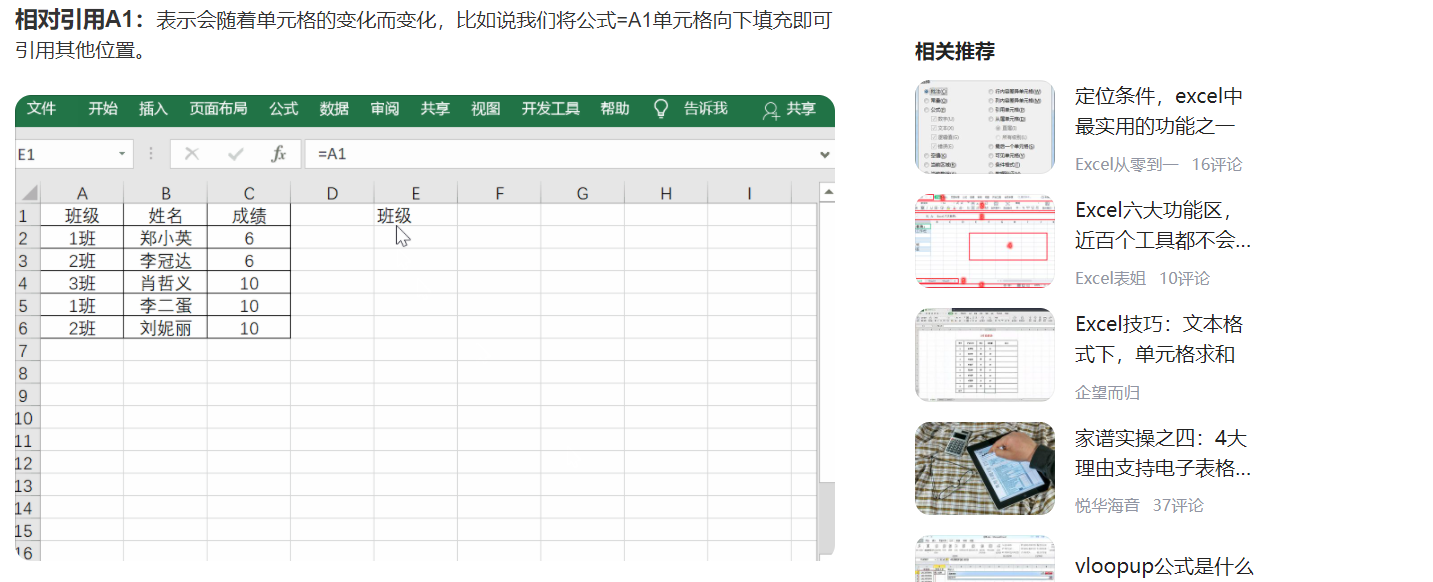 相对引用A1：表示会随着单元格的变化而变化，比如说我们将公式=A1单元格向下填充即可
引用其他位置。
文件 开始 插入 页面布局 公式 数据 审阅 共享 视图 开发工具 帮助 告诉我 共享
E1 fx =A1
A B C D E F G H I
1 班级 姓名 成绩 班级
2 1班 郑小英 6
3 2班 李冠达 6
4 3班 肖哲义 10
5 1班 李二蛋 10
6 2班 刘妮丽 10
7
8
9
10
11
12
13
14
15
16
相关推荐
定位条件，excel中
最实用的功能之一
Excel从零到一 16评论
Excel六大功能区，
近百个工具都不会...
Excel表姐 10评论
Excel技巧：文本格
式下，单元格求和
企望而归
家谱实操之四：4大
理由支持电子表格...
悦华海音 37评论
vloopup公式是什么